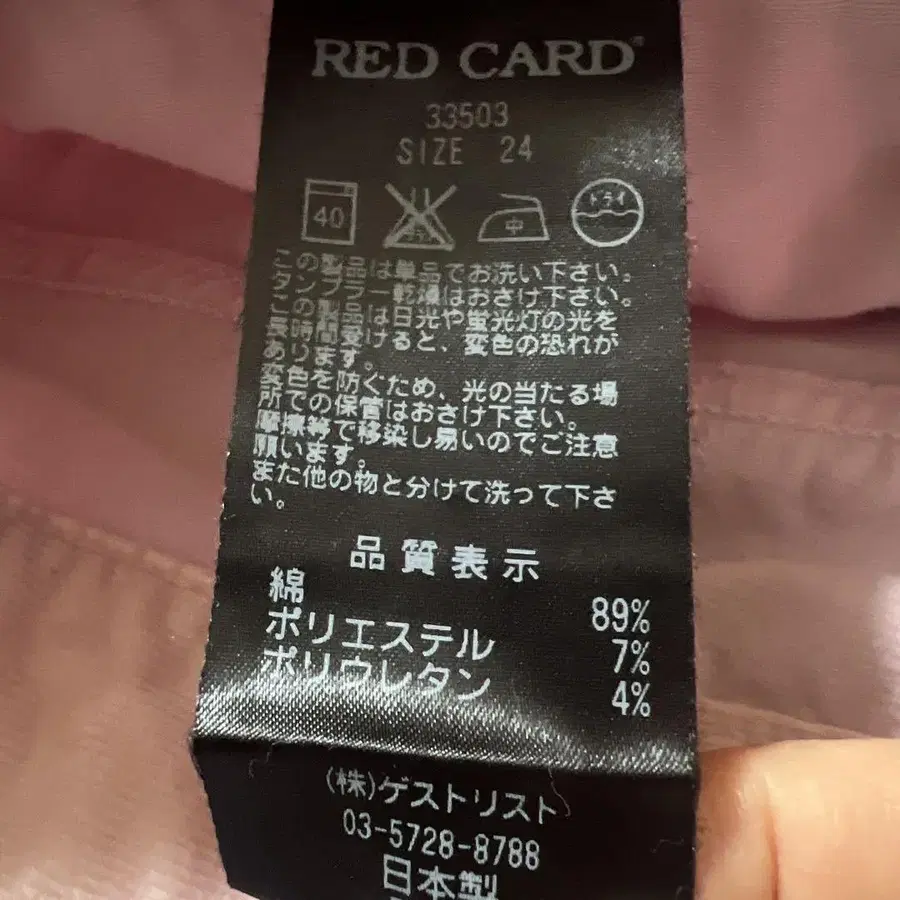 RED CARD®
33503
SIZE 24
40 中 ドライ
この製品は単品でお洗い下さい。
タンブラー乾燥はおさけ下さい。
この製品は日光や蛍光灯の光を
長時間受けると、変色の恐れが
あります。
変色を防ぐため、光の当たる場
所での保管はおさけ下さい。
摩擦等で移染し易いのでご注意
願います。
また他の物と分けて洗って下さ
い。
品質表示
綿 89%
ポリエステル 7%
ポリウレタン 4%
(株)ゲストリスト
03-5728-8788
日本製